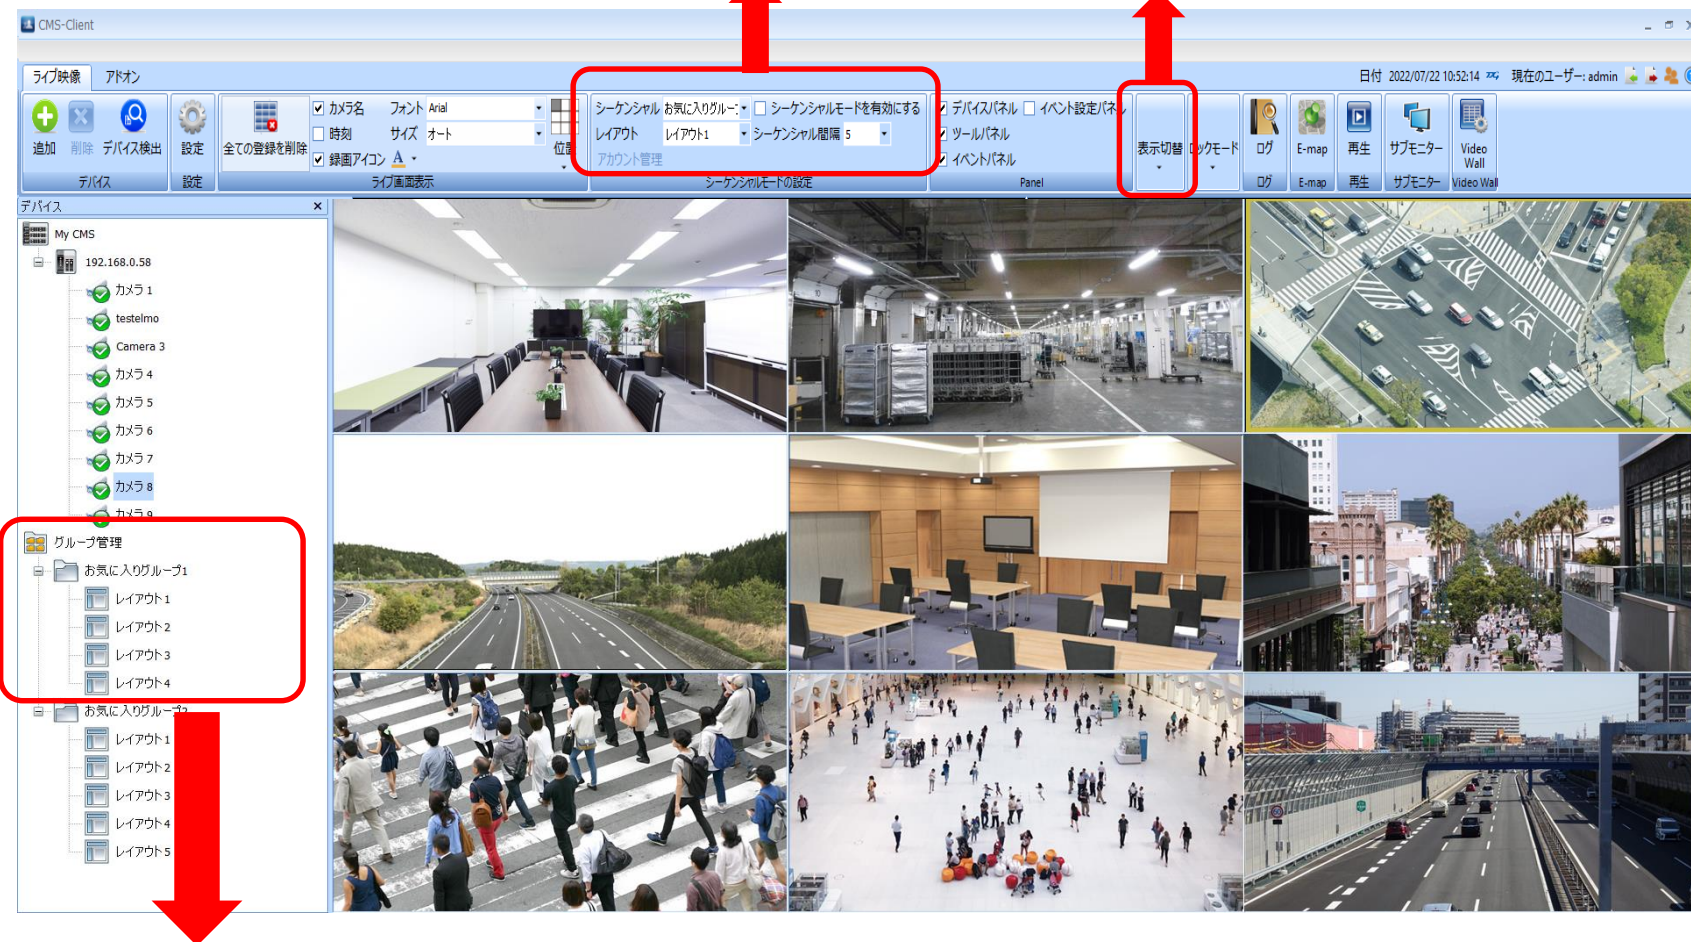 CMS-Client
ライブ映像 アドオン
日付 2022/07/22 10:52:14 現在のユーザー: admin
追加 削除 デバイス検出
デバイス
設定
設定
全ての登録を削除
カメラ名 フォント Arial
時刻 サイズ オート
録画アイコン A
位置
ライブ画面表示
シーケンシャル お気に入りグループ シーケンシャルモードを有効にする
レイアウト レイアウト1 シーケンシャル間隔 5
アカウント管理
シーケンシャルモードの設定
デバイスパネル イベント設定パネル
ツールパネル
イベントパネル
Panel
表示切替
ロックモード
ログ
ログ
E-map
E-map
再生
再生
サブモニター
サブモニター
Video
Wall
Video Wall
デバイス
My CMS
192.168.0.58
カメラ 1
testelmo
Camera 3
カメラ 4
カメラ 5
カメラ 6
カメラ 7
カメラ 8
カメラ 9
グループ管理
お気に入りグループ1
レイアウト1
レイアウト2
レイアウト3
レイアウト4
お気に入りグループ2
レイアウト1
レイアウト2
レイアウト3
レイアウト4
レイアウト5